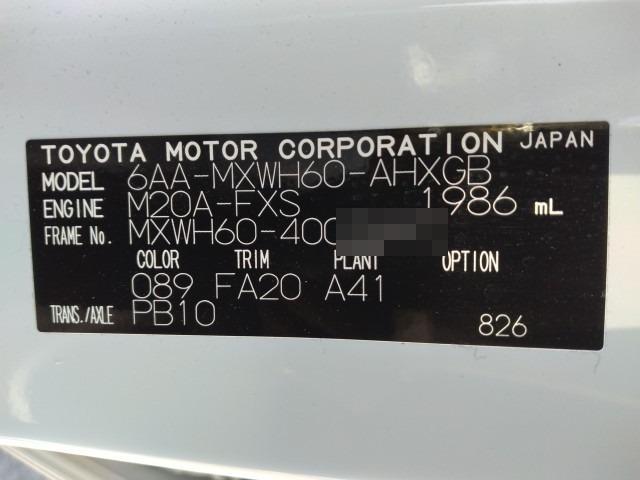 TOYOTA MOTOR CORPORATION JAPAN
MODEL 6AA-MXWH60-AHXGB
ENGINE M20A-FXS 1986 mL
FRAME No. MXWH60-400
COLOR TRIM PLANT OPTION
089 FA20 A41
TRANS./AXLE PB10
826